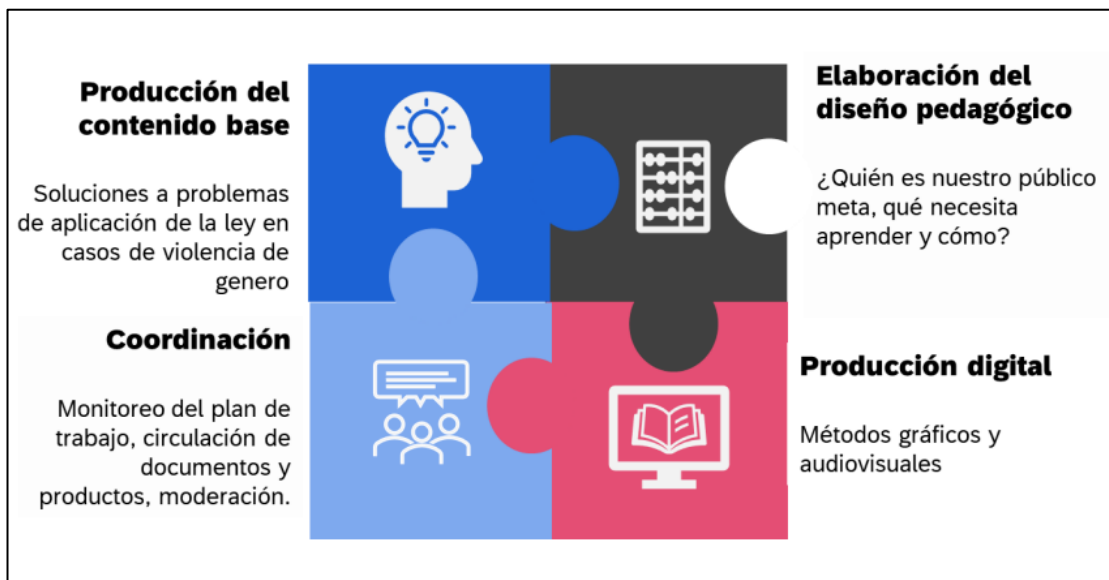 Producción del
contenido base
Soluciones a problemas
de aplicación de la ley en
casos de violencia de
genero
Elaboración del
diseño pedagógico
¿Quién es nuestro público
meta, qué necesita
aprender y cómo?
Coordinación
Monitoreo del plan de
trabajo, circulación de
documentos y
productos, moderación.
Producción digital
Métodos gráficos y
audiovisuales